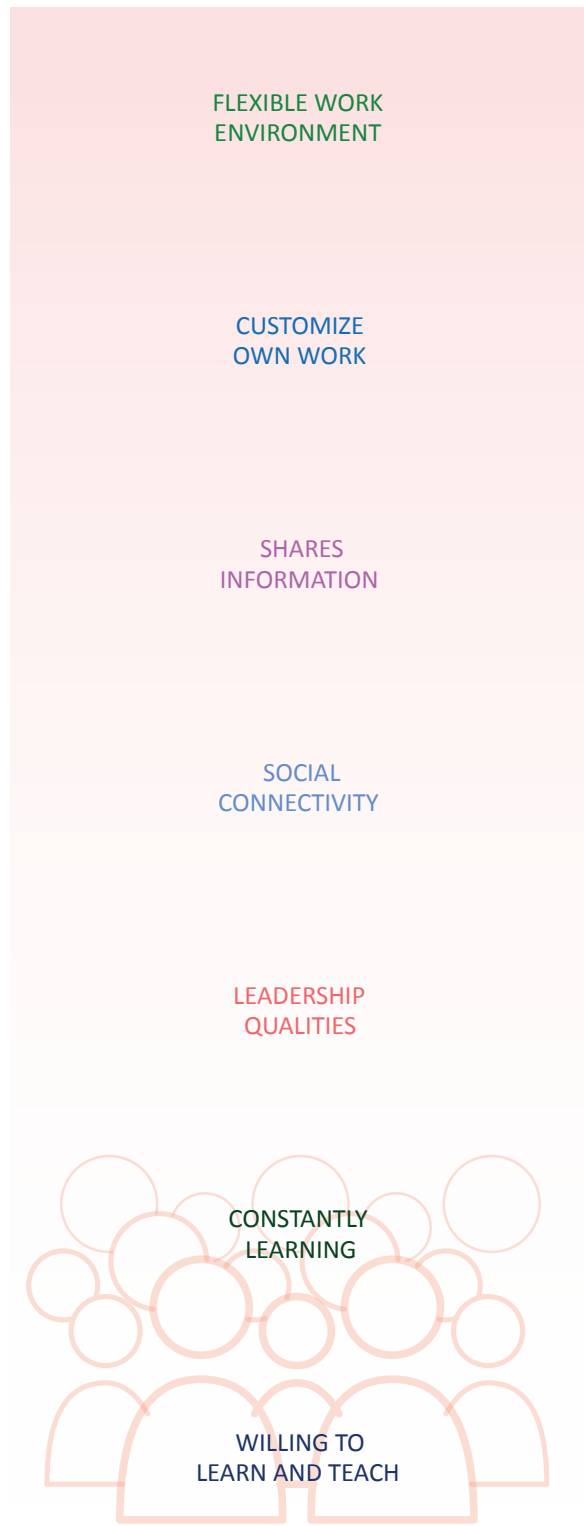 FLEXIBLE WORK
ENVIRONMENT
CUSTOMIZE
OWN WORK
SHARES
INFORMATION
SOCIAL
CONNECTIVITY
LEADERSHIP
QUALITIES
CONSTANTLY
LEARNING
WILLING TO
LEARN AND TEACH